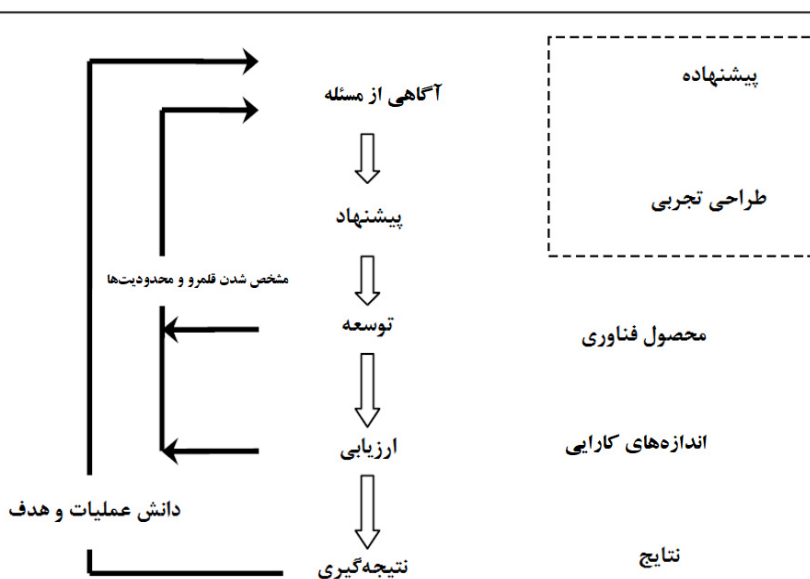 پیشنهاده
آگاهی از مسئله
طراحی تجربی
پیشنهاد
مشخص شدن قلمرو و محدودیت‌ها
محصول فناوری
توسعه
اندازه‌های کارایی
ارزیابی
دانش عملیات و هدف
نتایج
نتیجه‌گیری